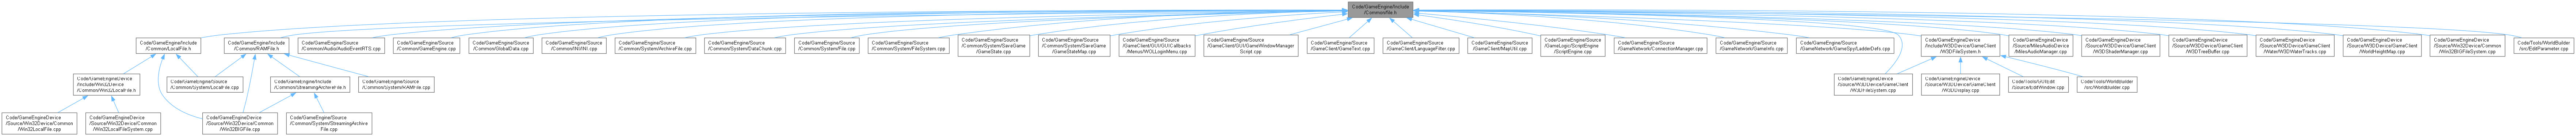 Code/GameEngine/Include
/Common/file.h
Code/GameEngine/Include
/Common/LocalFile.h
Code/GameEngine/Include
/Common/RAMFile.h
Code/GameEngine/Source
/Common/Audio/AudioEventRTS.cpp
Code/GameEngine/Source
/Common/GameEngine.cpp
Code/GameEngine/Source
/Common/GlobalData.cpp
Code/GameEngine/Source
/Common/INI/INI.cpp
Code/GameEngine/Source
/Common/System/ArchiveFile.cpp
Code/GameEngine/Source
/Common/System/DataChunk.cpp
Code/GameEngine/Source
/Common/System/File.cpp
Code/GameEngine/Source
/Common/System/FileSystem.cpp
Code/GameEngine/Source
/Common/System/SaveGame
/GameState.cpp
Code/GameEngine/Source
/Common/System/SaveGame
/GameStateMap.cpp
Code/GameEngine/Source
/GameClient/GUI/GUICallbacks
/Menus/WOLLoginMenu.cpp
Code/GameEngine/Source
/GameClient/GUI/GameWindowManager
Script.cpp
Code/GameEngine/Source
/GameClient/GameText.cpp
Code/GameEngine/Source
/GameClient/LanguageFilter.cpp
Code/GameEngine/Source
/GameClient/MapUtil.cpp
Code/GameEngine/Source
/GameLogic/ScriptEngine
/ScriptEngine.cpp
Code/GameEngine/Source
/GameNetwork/ConnectionManager.cpp
Code/GameEngine/Source
/GameNetwork/GameInfo.cpp
Code/GameEngine/Source
/GameNetwork/GameSpy/LadderDefs.cpp
Code/GameEngineDevice
/Include/W3DDevice/GameClient
/W3DFileSystem.h
Code/GameEngineDevice
/Source/MilesAudioDevice
/MilesAudioManager.cpp
Code/GameEngineDevice
/Source/W3DDevice/GameClient
/W3DShaderManager.cpp
Code/GameEngineDevice
/Source/W3DDevice/GameClient
/W3DTreeBuffer.cpp
Code/GameEngineDevice
/Source/W3DDevice/GameClient
/Water/W3DWaterTracks.cpp
Code/GameEngineDevice
/Source/W3DDevice/GameClient
/WorldHeightMap.cpp
Code/GameEngineDevice
/Source/Win32Device/Common
/Win32BIGFileSystem.cpp
Code/Tools/WorldBuilder
/src/EditParameter.cpp
Code/GameEngineDevice
/Include/Win32Device
/Common/Win32LocalFile.h
Code/GameEngine/Source
/Common/System/LocalFile.cpp
Code/GameEngine/Include
/Common/StreamingArchiveFile.h
Code/GameEngine/Source
/Common/System/RAMFile.cpp
Code/GameEngineDevice
/Source/W3DDevice/GameClient
/W3DFileSystem.cpp
Code/GameEngineDevice
/Source/W3DDevice/GameClient
/W3DDisplay.cpp
Code/Tools/GUIEdit
/Source/EditWindow.cpp
Code/Tools/WorldBuilder
/src/WorldBuilder.cpp
Code/GameEngineDevice
/Source/Win32Device/Common
/Win32LocalFile.cpp
Code/GameEngineDevice
/Source/Win32Device/Common
/Win32LocalFileSystem.cpp
Code/GameEngineDevice
/Source/Win32Device/Common
/Win32BIGFile.cpp
Code/GameEngine/Source
/Common/System/StreamingArchive
File.cpp